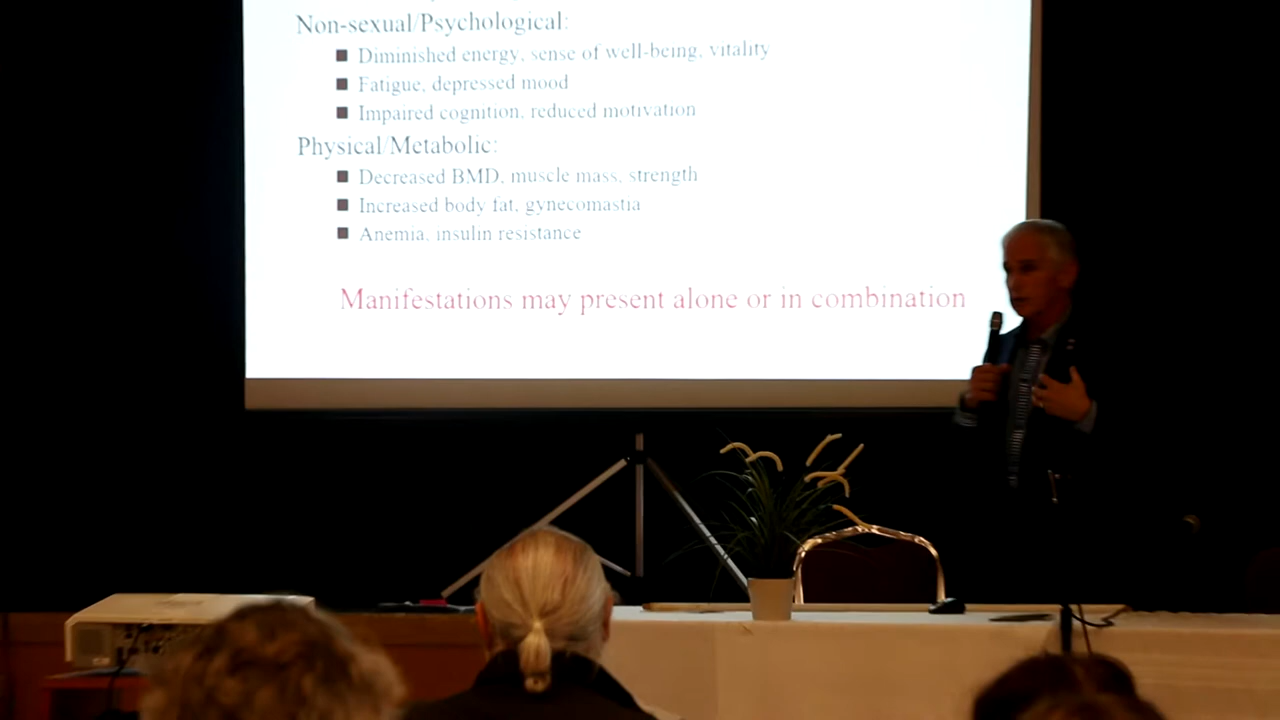 Non-sexual/Psychological:
Diminished energy, sense of well-being, vitality
Fatigue, depressed mood
Impaired cognition, reduced motivation
Physical/Metabolic:
Decreased BMD, muscle mass, strength
Increased body fat, gynecomastia
Anemia, insulin resistance
Manifestations may present alone or in combination